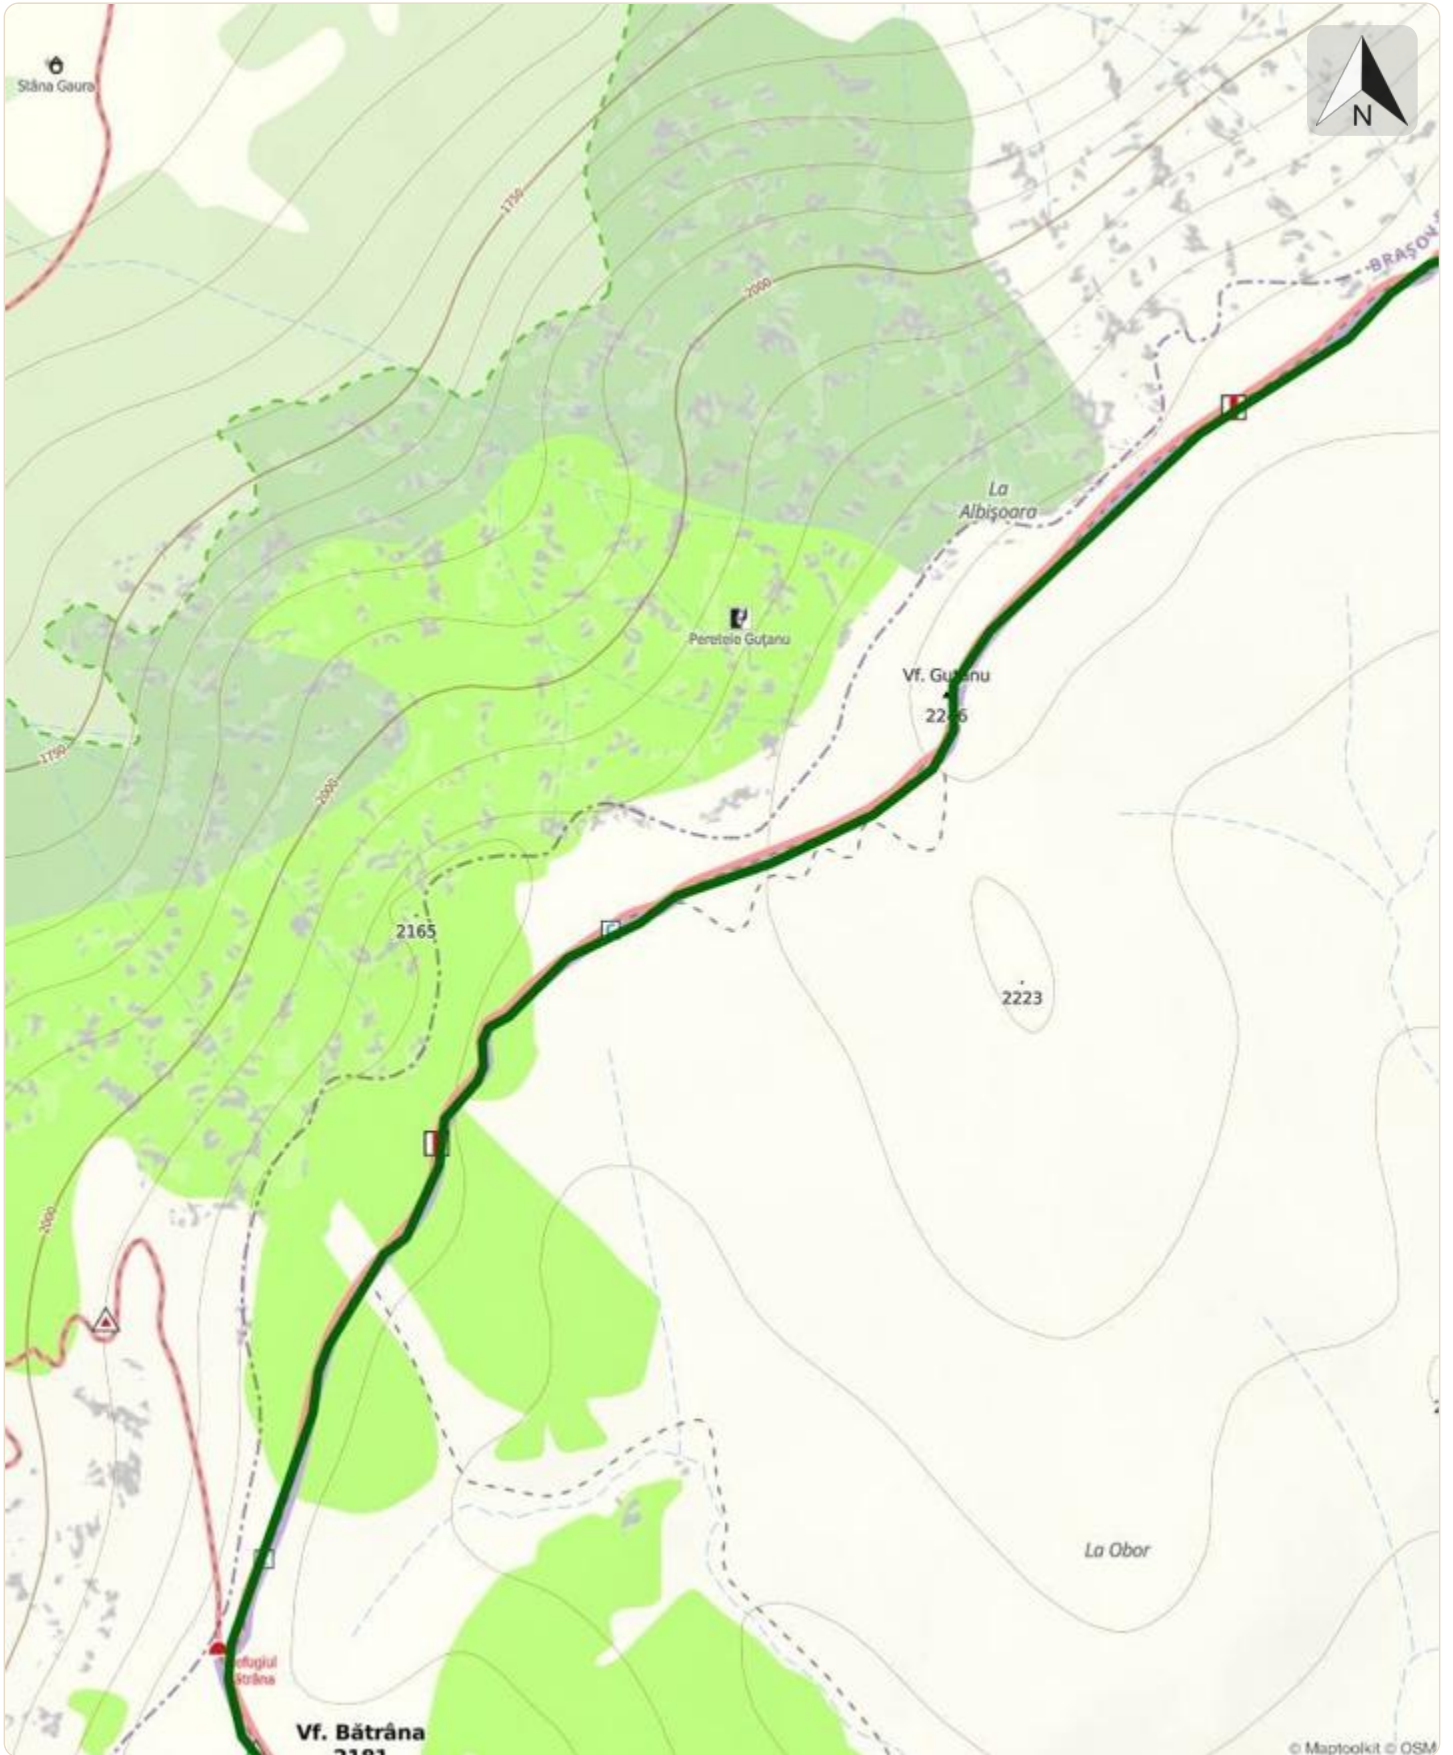 Stâna Gaura
N
1750
BRAȘOV
2000
La
Albișoara
Peretele Guțanu
Vf. Guțanu
1750
2000
2165
2223
2000
La Obor
Vf. Bătrâna
2181
© Maptoolkit © OSM